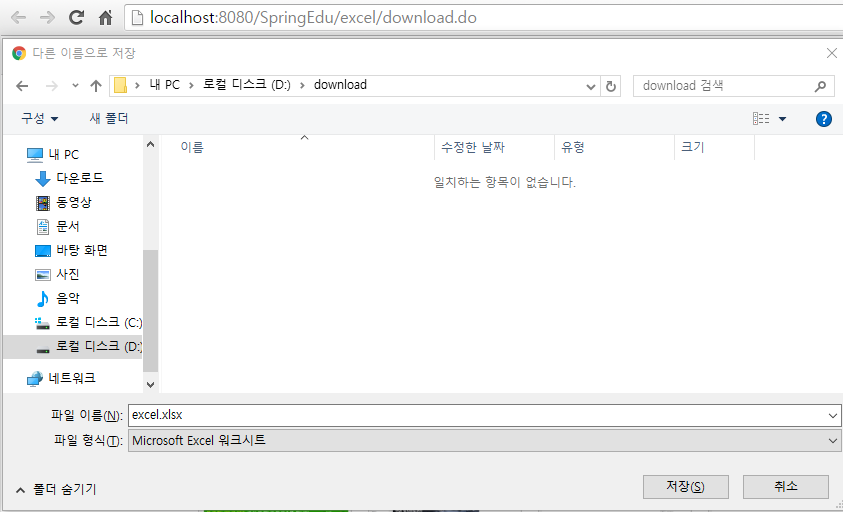 localhost:8080/SpringEdu/excel/download.do
다른 이름으로 저장
내 PC 로컬 디스크 (D:) download
download 검색
구성 새 폴더
이름 수정한 날짜 유형 크기
일치하는 항목이 없습니다.
내 PC
다운로드
동영상
문서
바탕 화면
사진
음악
로컬 디스크 (C:)
로컬 디스크 (D:)
네트워크
파일 이름(N): excel.xlsx
파일 형식(T): Microsoft Excel 워크시트
폴더 숨기기
저장(S) 취소